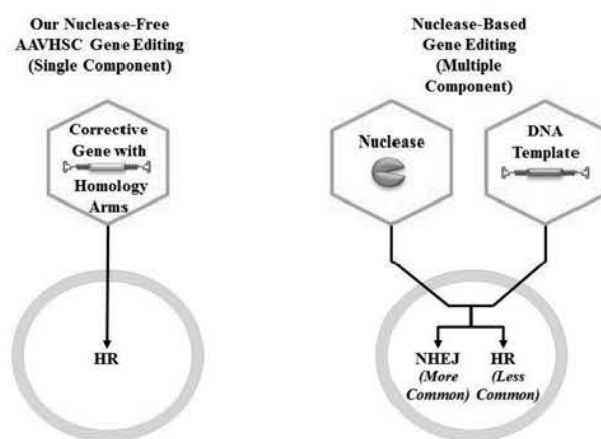 Our Nuclease-Free
AAVHSC Gene Editing
(Single Component)
Corrective
Gene with
Homology
Arms
HR
Nuclease-Based
Gene Editing
(Multiple
Component)
Nuclease
DNA
Template
NHEJ
(More
Common)
HR
(Less
Common)